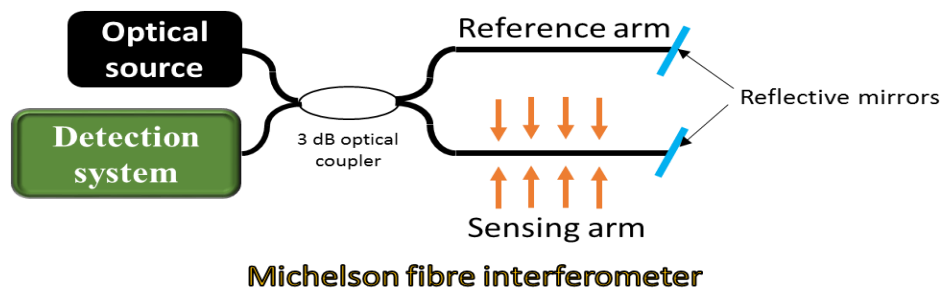 Optical
source
Reference arm
Reflective mirrors
3 dB optical
coupler
Detection
system
Sensing arm
Michelson fibre interferometer